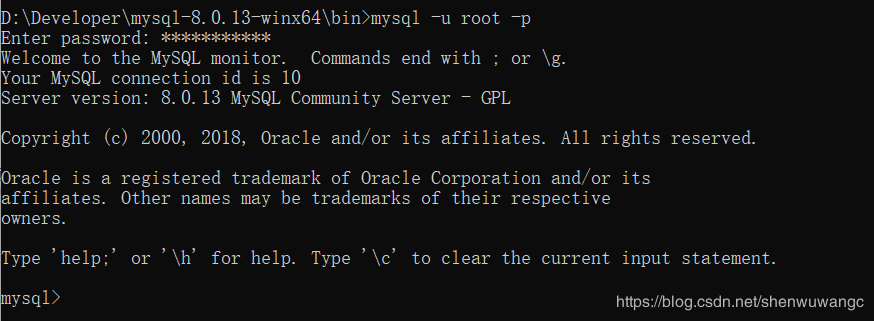 D:\Developer\mysql-8.0.13-winx64\bin>mysql -u root -p
Enter password: ***********
Welcome to the MySQL monitor.  Commands end with ; or \g.
Your MySQL connection id is 10
Server version: 8.0.13 MySQL Community Server - GPL
Copyright (c) 2000, 2018, Oracle and/or its affiliates. All rights reserved.
Oracle is a registered trademark of Oracle Corporation and/or its
affiliates. Other names may be trademarks of their respective
owners.
Type 'help;' or '\h' for help. Type '\c' to clear the current input statement.
mysql>
https://blog.csdn.net/shenwuwangc